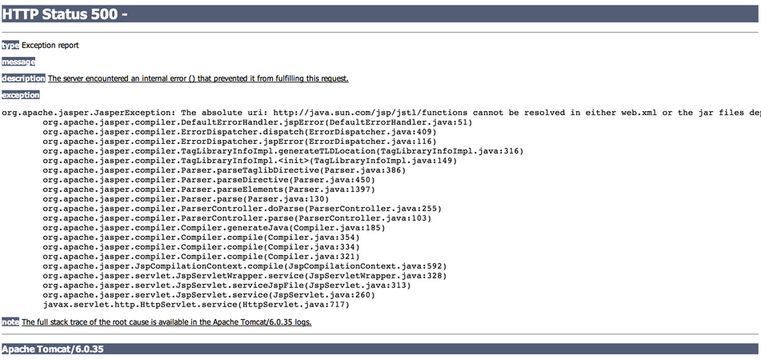 HTTP Status 500 -
type Exception report
message
description The server encountered an internal error () that prevented it from fulfilling this request.
exception
org.apache.jasper.JasperException: The absolute uri: http://java.sun.com/jsp/jstl/functions cannot be resolved in either web.xml or the jar files
org.apache.jasper.compiler.DefaultErrorHandler.jspError(DefaultErrorHandler.java:51)
org.apache.jasper.compiler.ErrorDispatcher.dispatch(ErrorDispatcher.java:409)
org.apache.jasper.compiler.ErrorDispatcher.jspError(ErrorDispatcher.java:116)
org.apache.jasper.compiler.TagLibraryInfoImpl.generateTLDLocation(TagLibraryInfoImpl.java:316)
org.apache.jasper.compiler.TagLibraryInfoImpl.<init>(TagLibraryInfoImpl.java:149)
org.apache.jasper.compiler.Parser.parseTaglibDirective(Parser.java:386)
org.apache.jasper.compiler.Parser.parseDirective(Parser.java:450)
org.apache.jasper.compiler.Parser.parseElements(Parser.java:1397)
org.apache.jasper.compiler.Parser.parse(Parser.java:130)
org.apache.jasper.compiler.ParserController.doParse(ParserController.java:255)
org.apache.jasper.compiler.ParserController.parse(ParserController.java:103)
org.apache.jasper.compiler.Compiler.generateJava(Compiler.java:185)
org.apache.jasper.compiler.Compiler.compile(Compiler.java:354)
org.apache.jasper.compiler.Compiler.compile(Compiler.java:334)
org.apache.jasper.compiler.Compiler.compile(Compiler.java:321)
org.apache.jasper.JspCompilationContext.compile(JspCompilationContext.java:592)
org.apache.jasper.servlet.JspServletWrapper.service(JspServletWrapper.java:328)
org.apache.jasper.servlet.JspServlet.serviceJspFile(JspServlet.java:313)
org.apache.jasper.servlet.JspServlet.service(JspServlet.java:260)
javax.servlet.http.HttpServlet.service(HttpServlet.java:717)
note The full stack trace of the root cause is available in the Apache Tomcat/6.0.35 logs.
Apache Tomcat/6.0.35